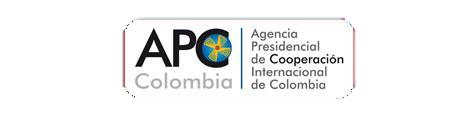 APC
Colombia
Agencia
Presidencial
de Cooperación
Internacional
de Colombia